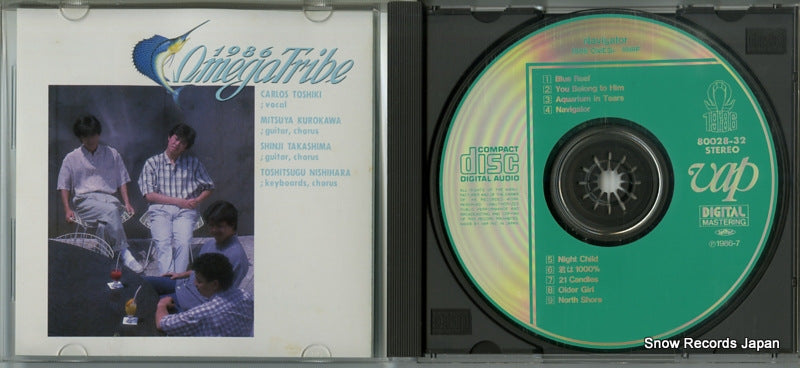 1986
OmegaTribe
CARLOS TOSHIKI
; vocal
MITSUYA KUROKAWA
; guitar, chorus
SHINJI TAKASHIMA
; guitar, chorus
TOSHITSUGU NISHIHARA
; keyboards, chorus
Navigator
1 Blue Reef
2 You Belong to Him
3 Aquarium in Tears
4 Navigator
1986
80028-32
STEREO
vap
DIGITAL
MASTERING
℗1986-7
COMPACT
disc
DIGITAL AUDIO
5 Night Child
6 君は1000%
7 21 Candles
8 Older Girl
9 North Shore
Snow Records Japan